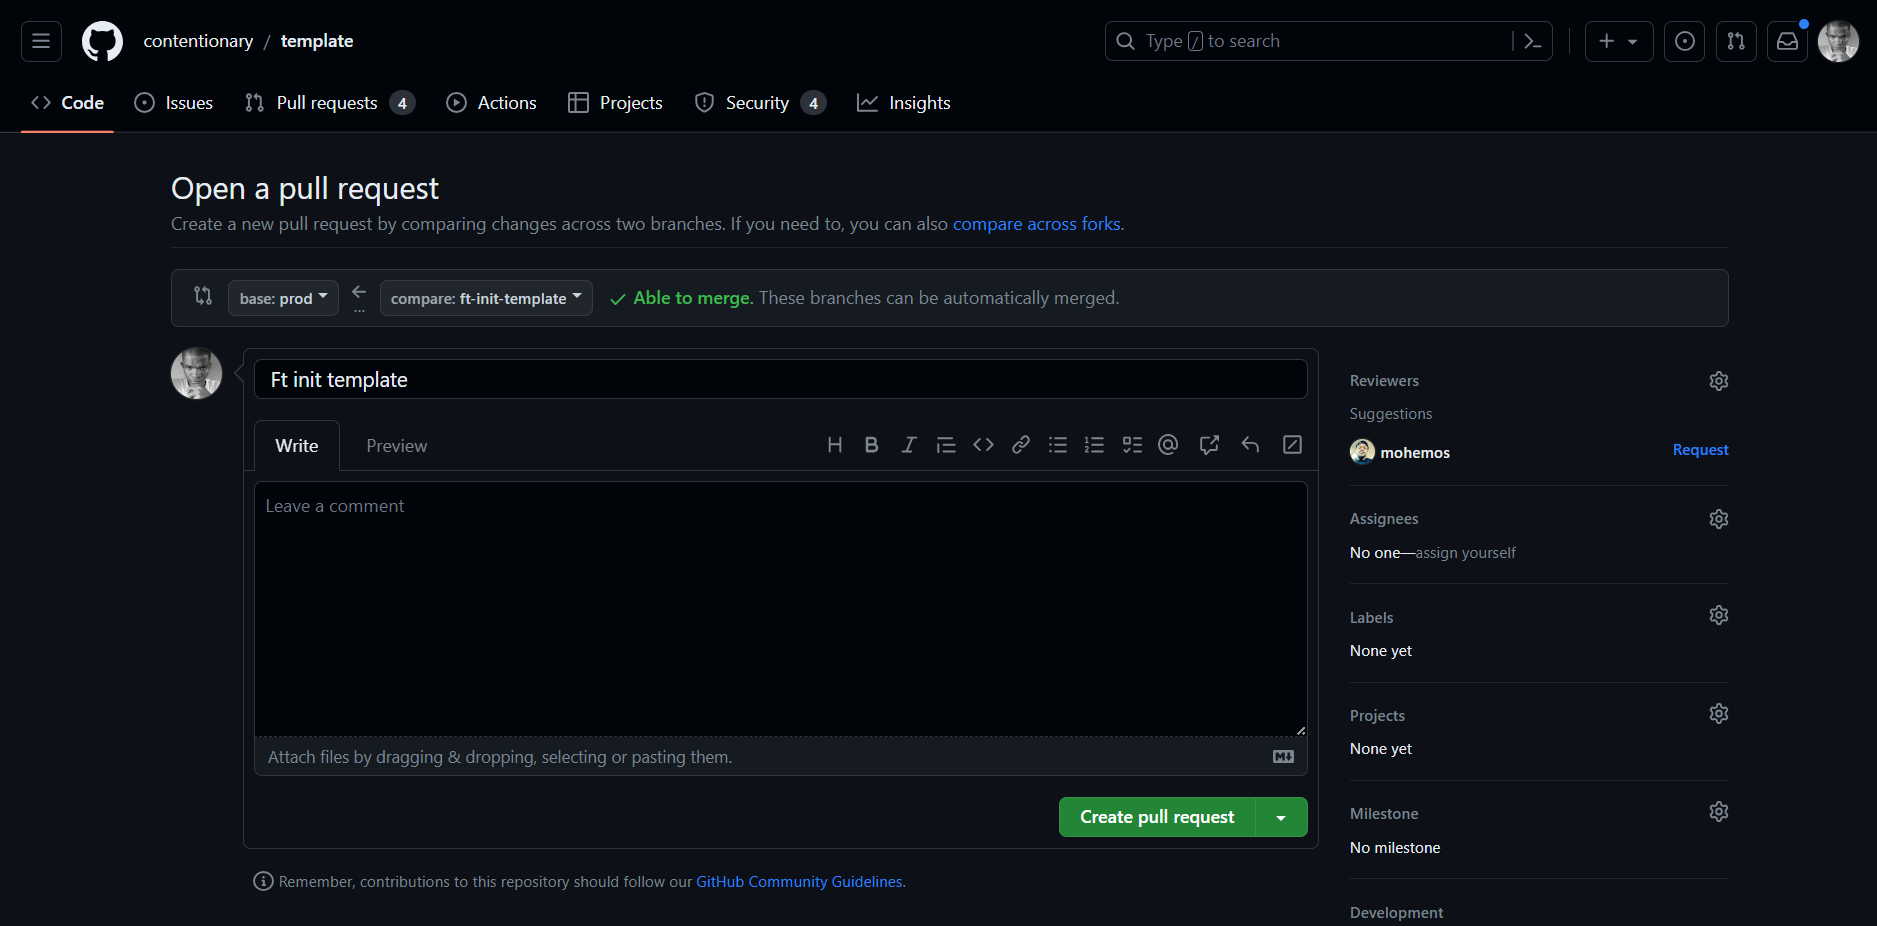 contentionary / template
Type / to search
Code Issues Pull requests 4 Actions Projects Security 4 Insights
Open a pull request
Create a new pull request by comparing changes across two branches. If you need to, you can also compare across forks.
base: prod ... compare: ft-init-template Able to merge. These branches can be automatically merged.
Ft init template
Write Preview
Leave a comment
Attach files by dragging & dropping, selecting or pasting them.
Create pull request
Remember, contributions to this repository should follow our GitHub Community Guidelines.
Reviewers
Suggestions
mohemos Request
Assignees
No one—assign yourself
Labels
None yet
Projects
None yet
Milestone
No milestone
Development